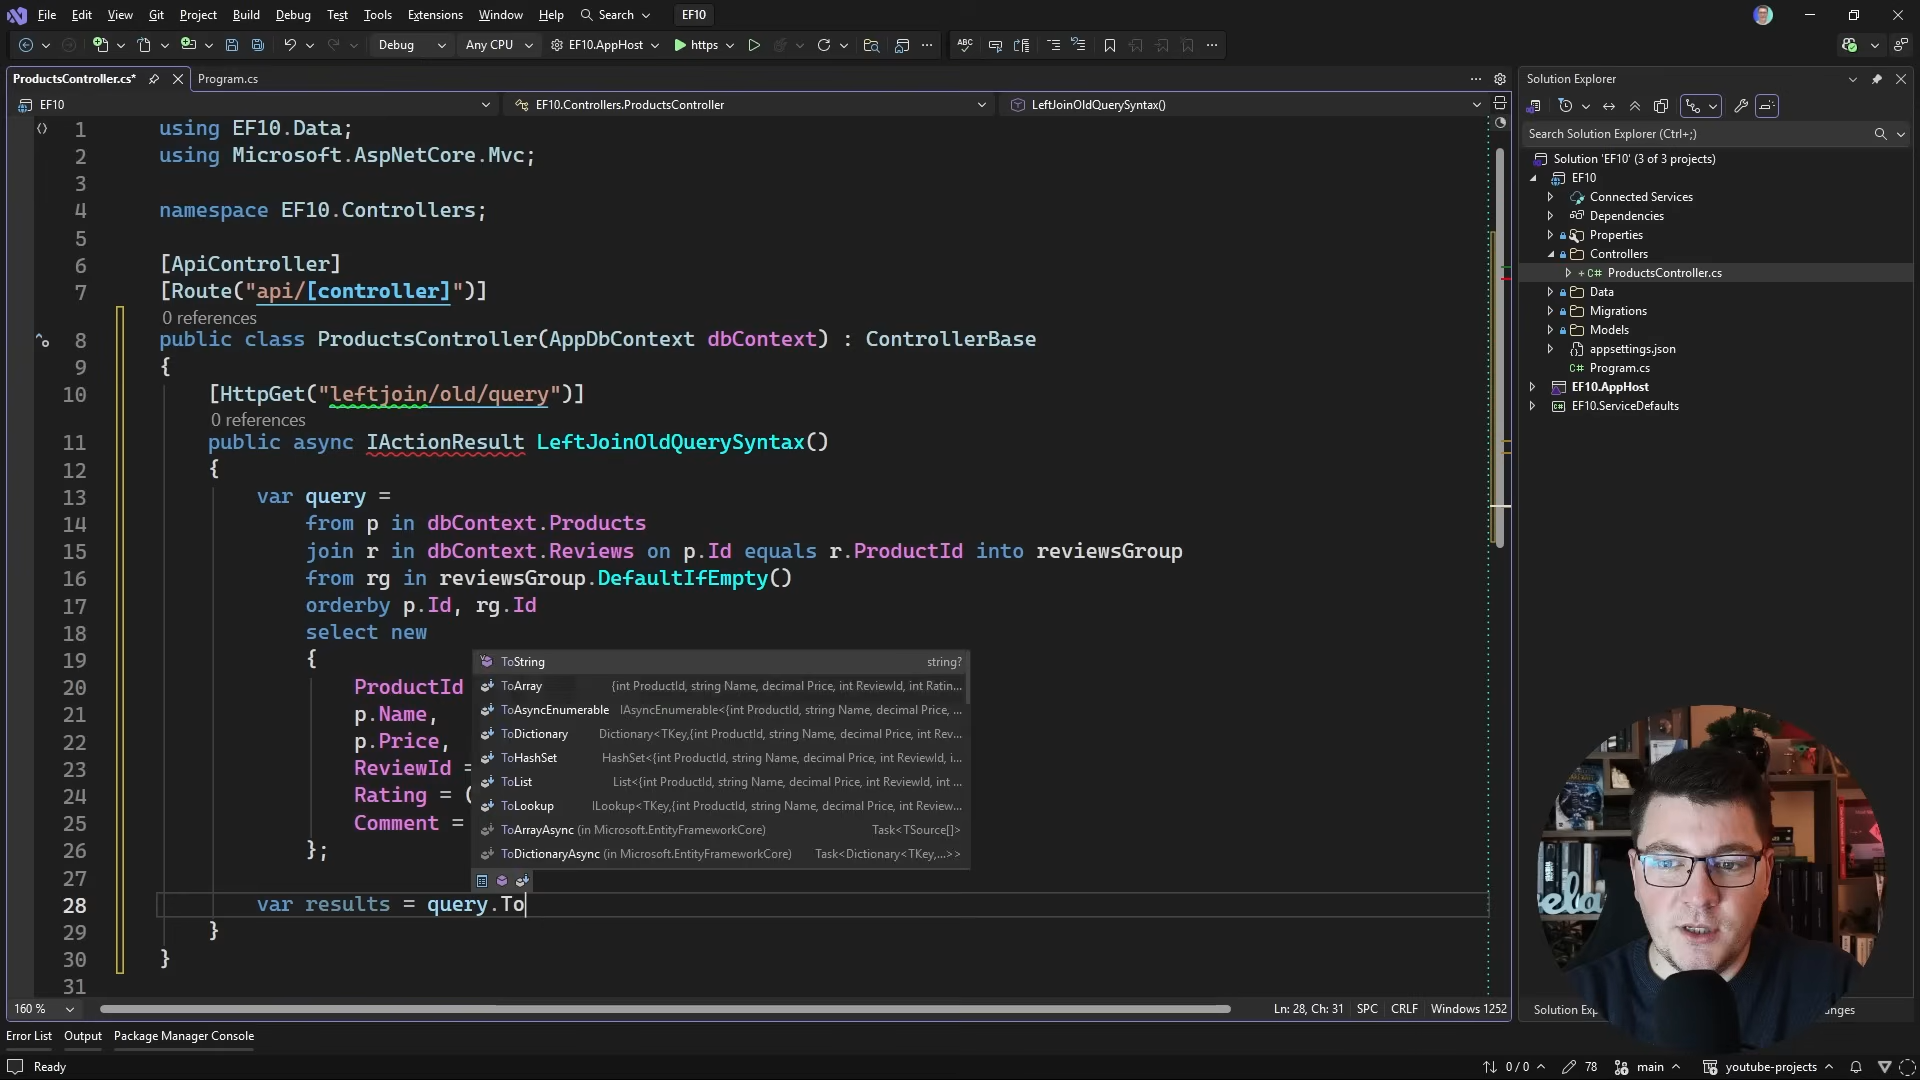 File Edit View Git Project Build Debug Test Tools Extensions Window Help Search EF10
Debug Any CPU EF10.AppHost https
ProductsController.cs* Program.cs
EF10 EF10.Controllers.ProductsController LeftJoinOldQuerySyntax()
1 using EF10.Data;
2 using Microsoft.AspNetCore.Mvc;
3
4 namespace EF10.Controllers;
5
6 [ApiController]
7 [Route("api/[controller]")]
0 references
8 public class ProductsController(AppDbContext dbContext) : ControllerBase
9 {
10 [HttpGet("leftjoin/old/query")]
0 references
11 public async IActionResult LeftJoinOldQuerySyntax()
12 {
13 var query =
14 from p in dbContext.Products
15 join r in dbContext.Reviews on p.Id equals r.ProductId into reviewsGroup
16 from rg in reviewsGroup.DefaultIfEmpty()
17 orderby p.Id, rg.Id
18 select new
19 {
20 ProductId
21 p.Name,
22 p.Price,
23 ReviewId =
24 Rating = (
25 Comment =
26 };
27
28 var results = query.To
29 }
30 }
31
ToString string?
ToArray {int ProductId, string Name, decimal Price, int ReviewId, int Ratin...
ToAsyncEnumerable IAsyncEnumerable<{int ProductId, string Name, decimal Price, ...
ToDictionary Dictionary<TKey,{int ProductId, string Name, decimal Price, int Rev...
ToHashSet HashSet<{int ProductId, string Name, decimal Price, int ReviewId, i...
ToList List<{int ProductId, string Name, decimal Price, int ReviewId, int ...
ToLookup ILookup<TKey,{int ProductId, string Name, decimal Price, int Review...
ToArrayAsync (in Microsoft.EntityFrameworkCore) Task<TSource[]>
ToDictionaryAsync (in Microsoft.EntityFrameworkCore) Task<Dictionary<TKey,...>>
160 % Ln: 28, Ch: 31 SPC CRLF Windows 1252
Error List Output Package Manager Console
Ready 0 / 0 78 main youtube-projects
Solution Explorer
Search Solution Explorer (Ctrl+;)
Solution 'EF10' (3 of 3 projects)
EF10
Connected Services
Dependencies
Properties
Controllers
ProductsController.cs
Data
Migrations
Models
appsettings.json
Program.cs
EF10.AppHost
EF10.ServiceDefaults
Solution Exp
anges